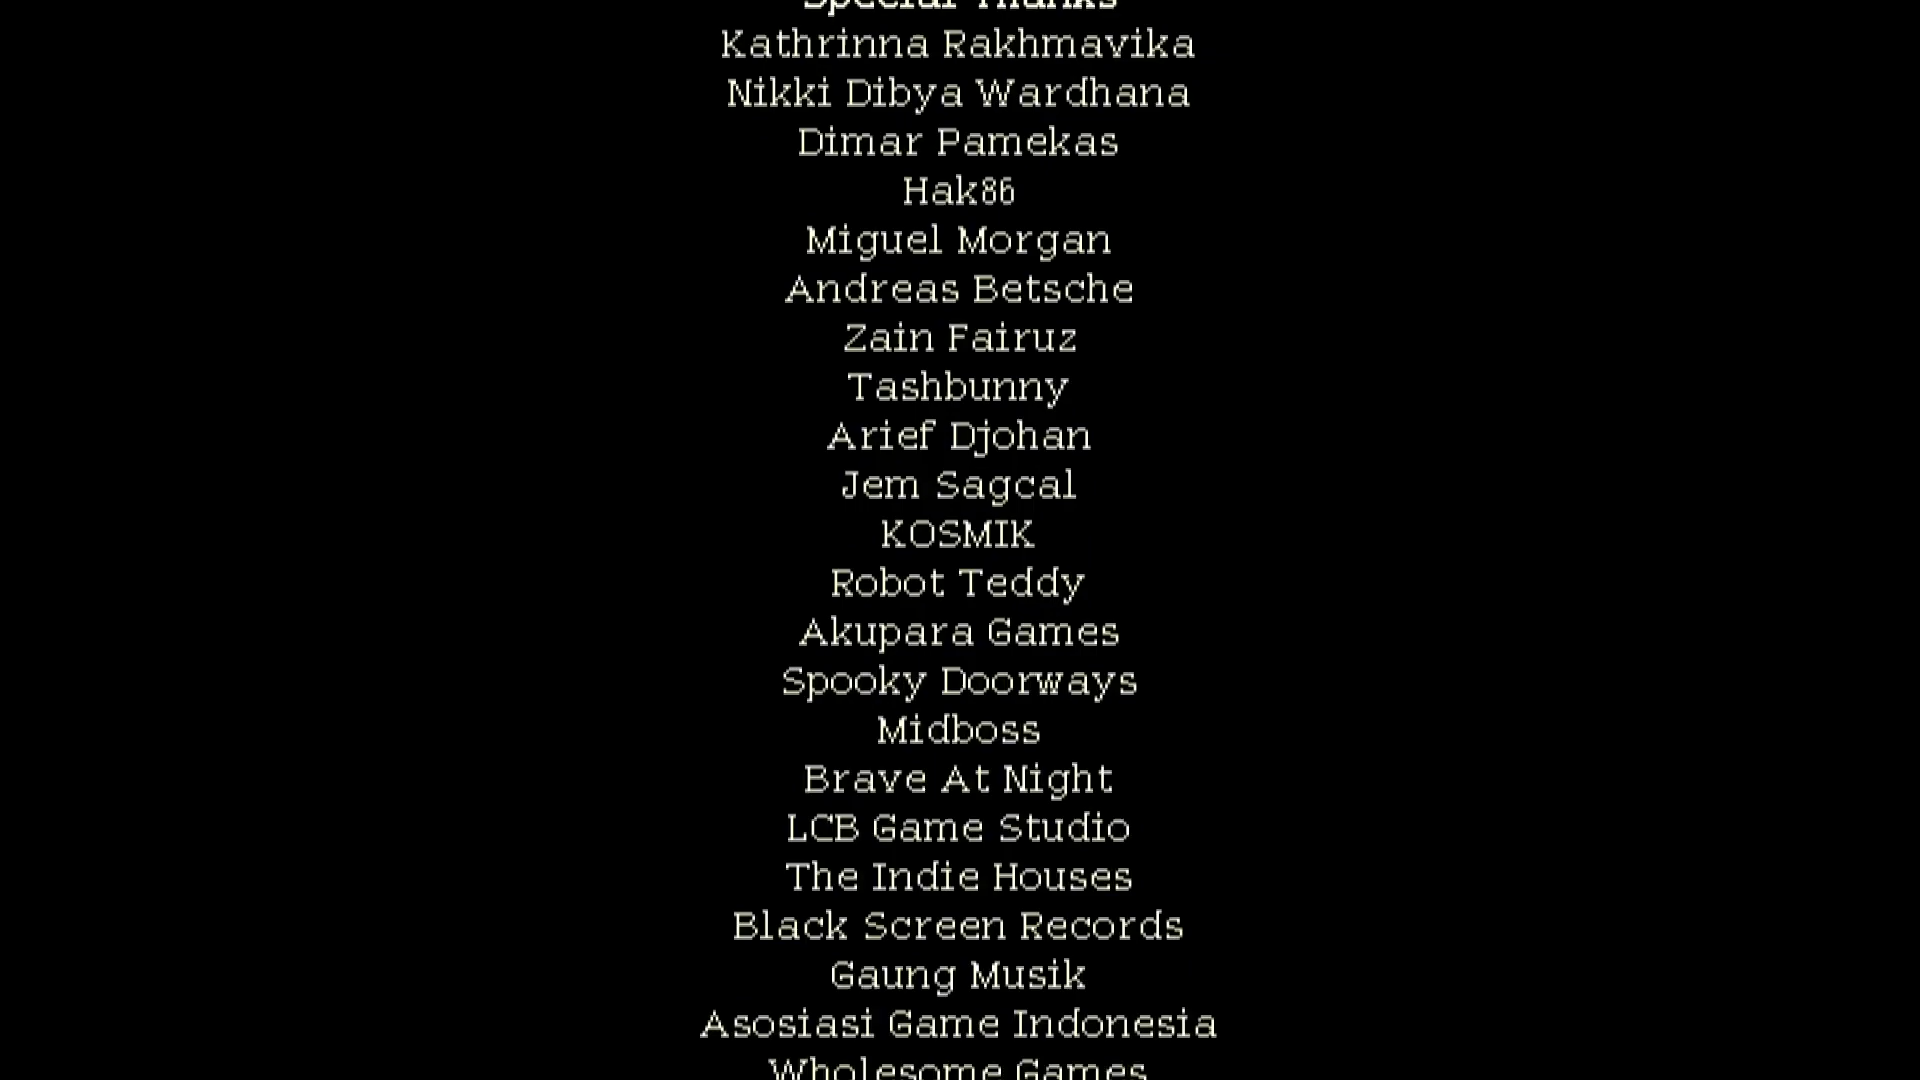 Special Thanks
Kathrinna Rakhmavika
Nikki Dibya Wardhana
Dimar Pamekas
Hak86
Miguel Morgan
Andreas Betsche
Zain Fairuz
Tashbunny
Arief Djohan
Jem Sagcal
KOSMIK
Robot Teddy
Akupara Games
Spooky Doorways
Midboss
Brave At Night
LCB Game Studio
The Indie Houses
Black Screen Records
Gaung Musik
Asosiasi Game Indonesia
Wholesome Games